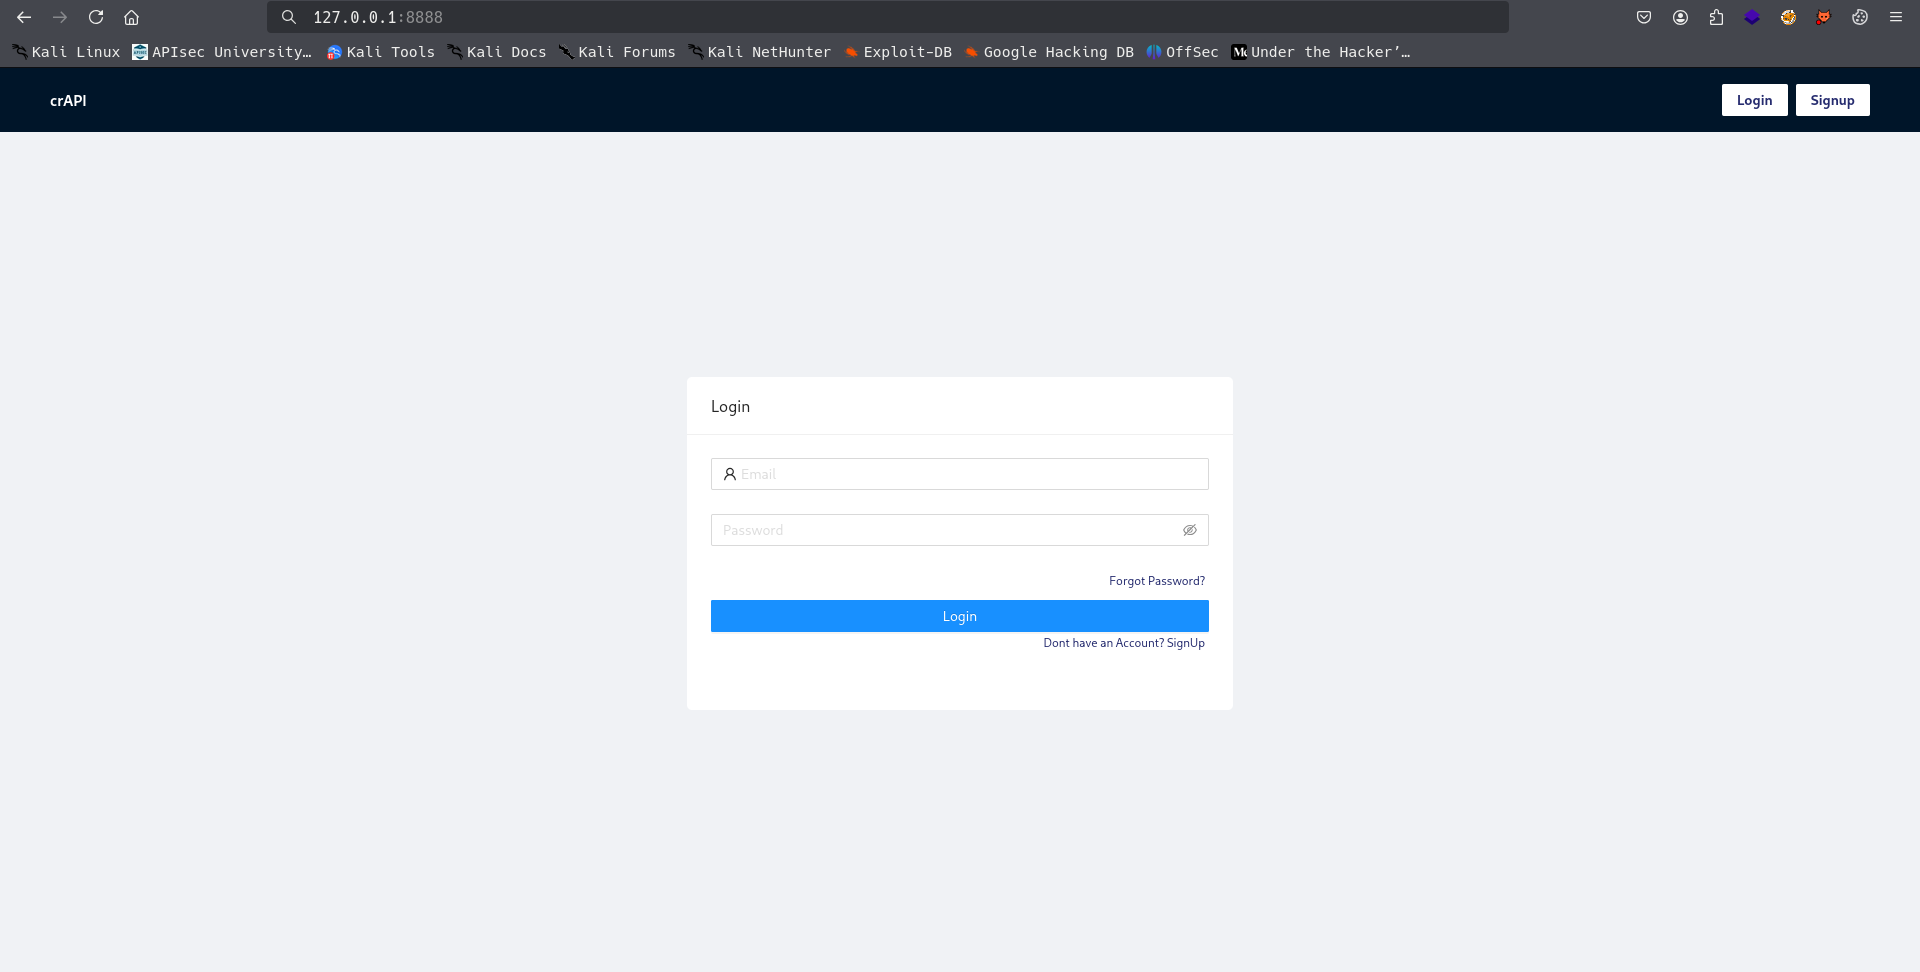 127.0.0.1:8888
Kali Linux APIsec University… Kali Tools Kali Docs Kali Forums Kali NetHunter Exploit-DB Google Hacking DB OffSec Under the Hacker’…
crAPI Login Signup
Login
Email
Password
Forgot Password?
Login
Dont have an Account? SignUp